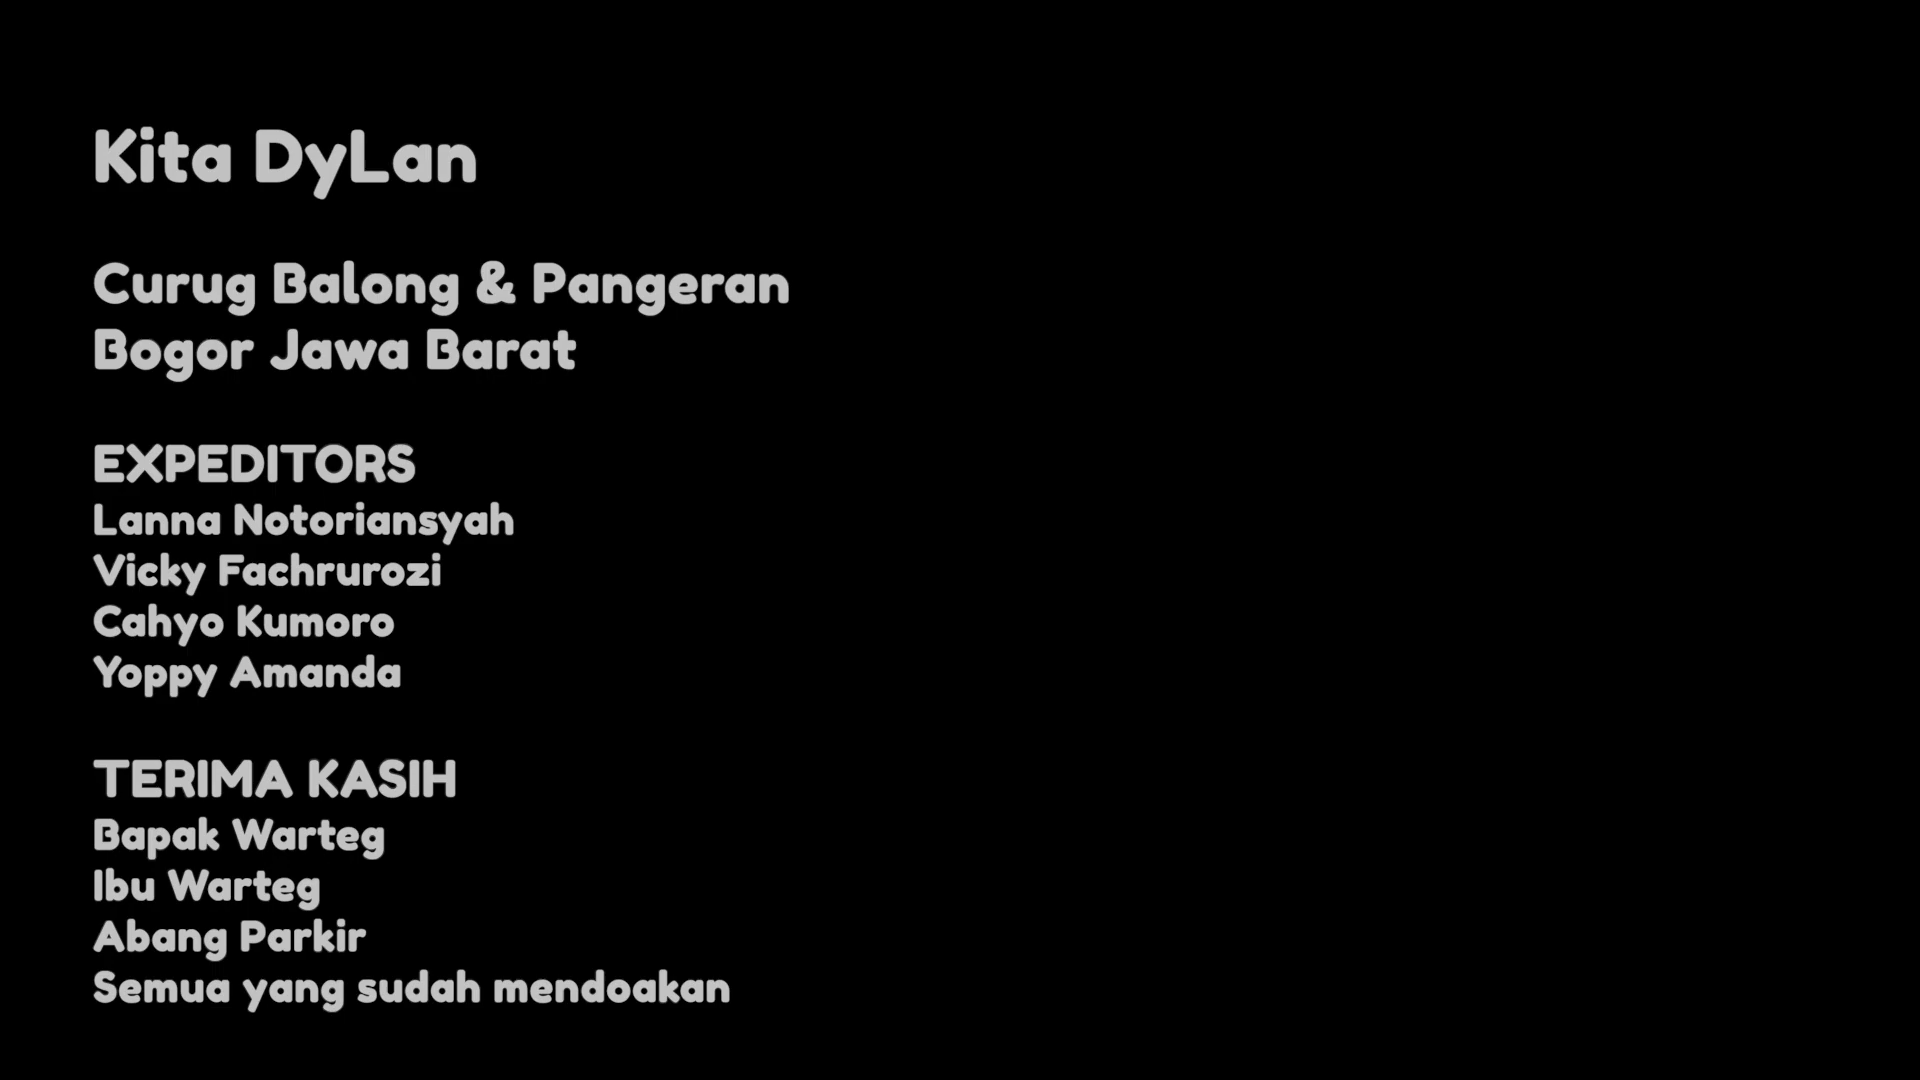 Kita DyLan
Curug Balong & Pangeran
Bogor Jawa Barat
EXPEDITORS
Lanna Notoriansyah
Vicky Fachrurozi
Cahyo Kumoro
Yoppy Amanda
TERIMA KASIH
Bapak Warteg
Ibu Warteg
Abang Parkir
Semua yang sudah mendoakan